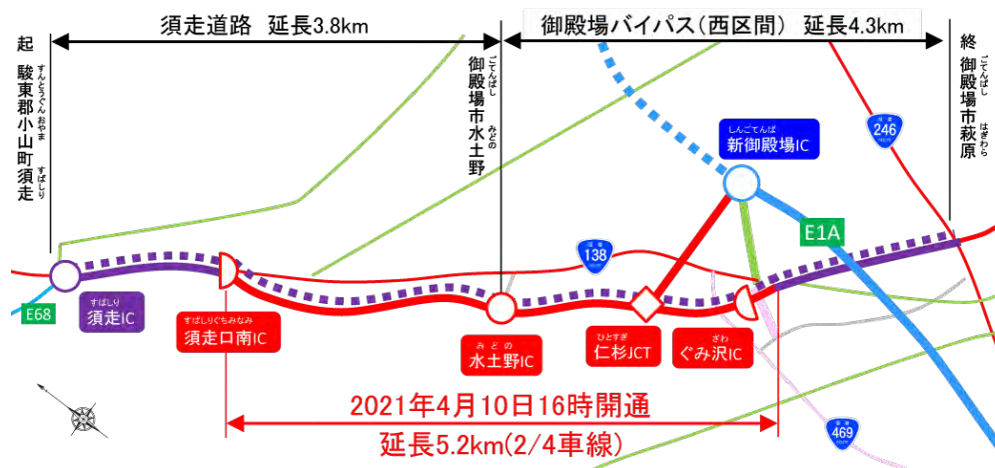 須走道路 延長3.8km
御殿場バイパス(西区間) 延長4.3km
起
駿東郡小山町須走
すんとうぐんおやま
すばしり
御殿場市水土野
ごてんばし
みどの
終
御殿場市萩原
ごてんばし
はぎわら
246
しんごてんば
新御殿場IC
E1A
138
E68
すばしり
須走IC
すばしりぐちみなみ
須走口南IC
みどの
水土野IC
ひとすぎ
仁杉JCT
ざわ
ぐみ沢IC
2021年4月10日16時開通
延長5.2km(2/4車線)
469